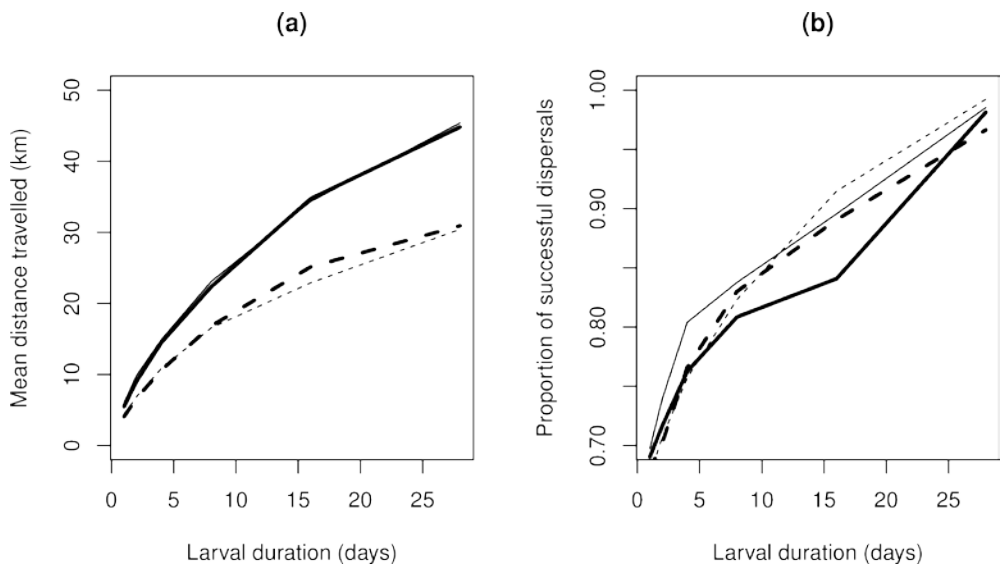 (a)
Mean distance travelled (km)
50
40
30
20
10
0
0 5 10 15 20 25
Larval duration (days)
(b)
Proportion of successful dispersals
1.00
0.90
0.80
0.70
0 5 10 15 20 25
Larval duration (days)